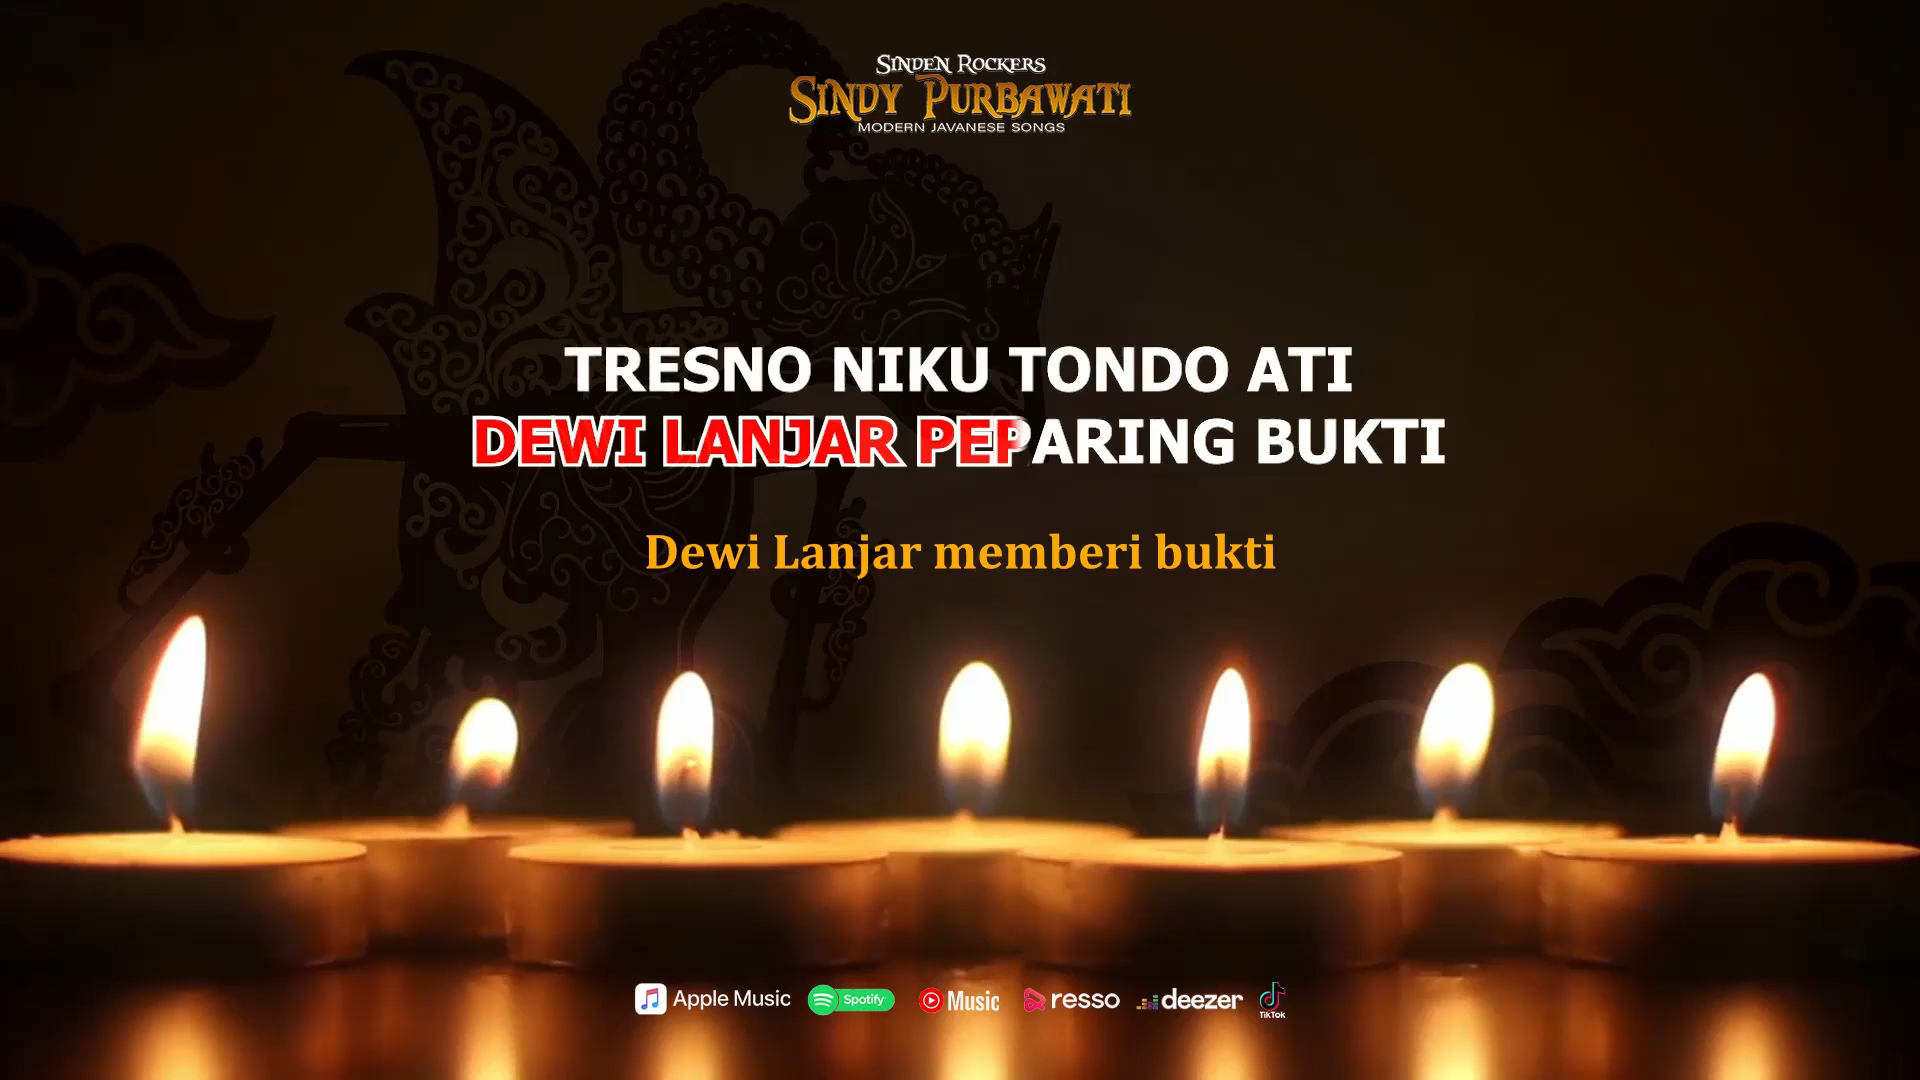 SINDEN ROCKERS
SINDY PURBAWATI
MODERN JAVANESE SONGS
TRESNO NIKU TONDO ATI
DEWI LANJAR PEPARING BUKTI
Dewi Lanjar memberi bukti
Apple Music Spotify Music resso deezer TikTok